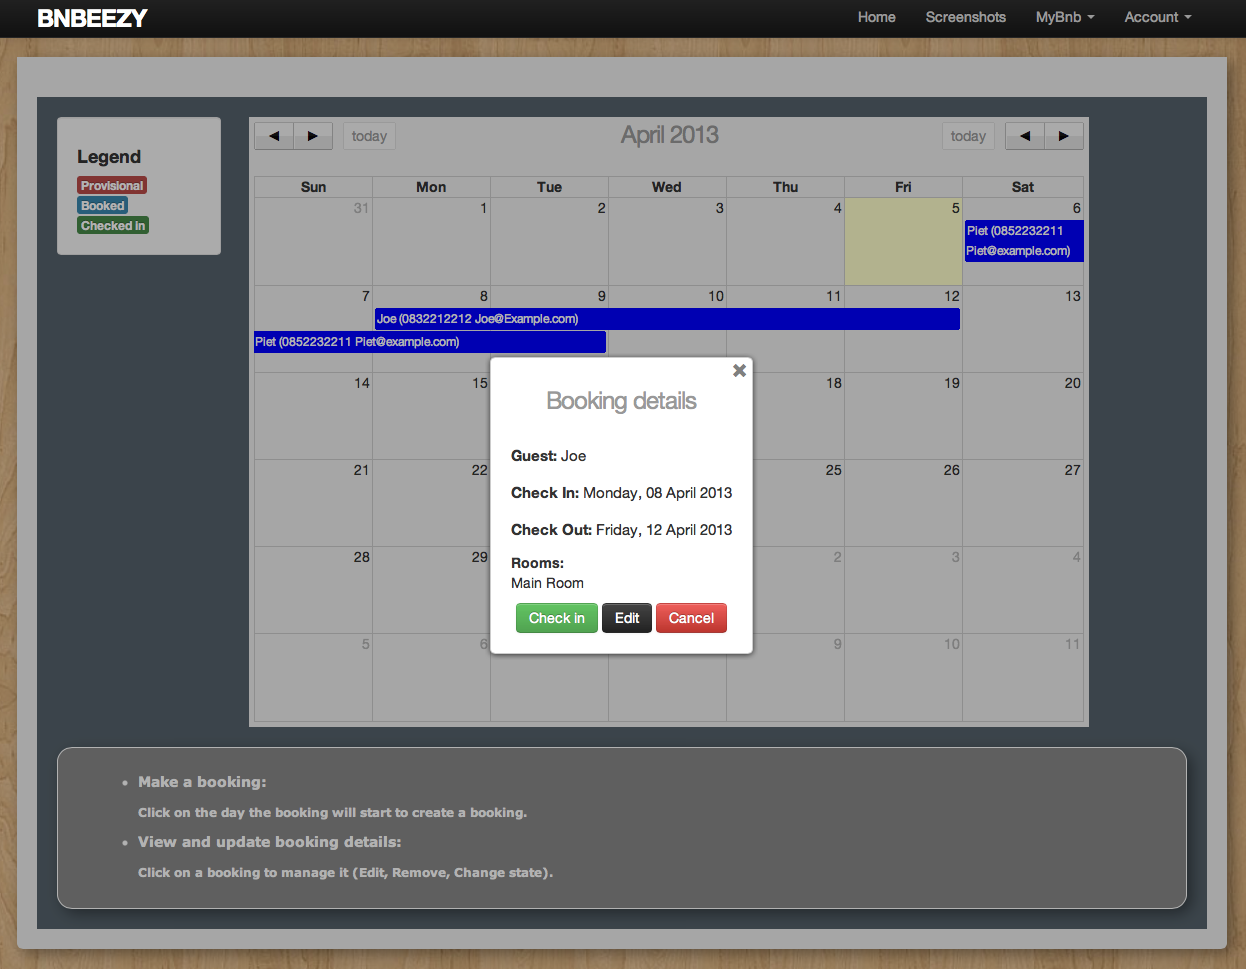 BNBEEZY
Home Screenshots MyBnb Account
Legend
Provisional
Booked
Checked in
today April 2013 today
Sun Mon Tue Wed Thu Fri Sat
31 1 2 3 4 5 6
Piet (0852232211
Piet@example.com)
7 8 9 10 11 12 13
Joe (0832212212 Joe@Example.com)
Piet (0852232211 Piet@example.com)
14 15 18 19 20
21 22 25 26 27
28 29 2 3 4
5 6 9 10 11
Booking details
Guest: Joe
Check In: Monday, 08 April 2013
Check Out: Friday, 12 April 2013
Rooms:
Main Room
Check in Edit Cancel
Make a booking:
Click on the day the booking will start to create a booking.
View and update booking details:
Click on a booking to manage it (Edit, Remove, Change state).